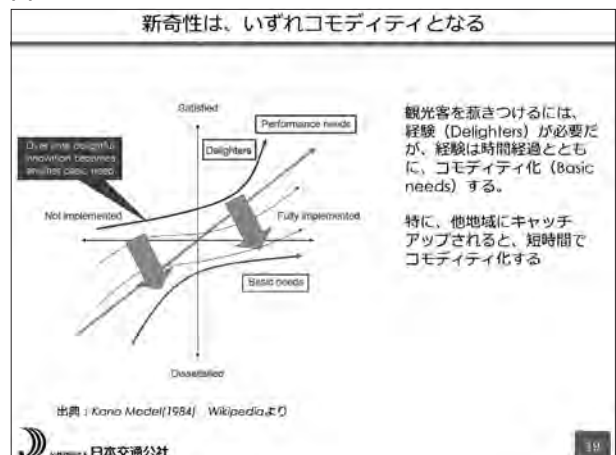 新奇性は、いずれコモディティとなる
Satisfied
Performance needs
Delighters
Over time delightful
innovation becomes
another basic need
Not implemented
Fully implemented
Basic needs
Dissatisfied
観光客を惹きつけるには、
経験（Delighters）が必要だ
が、経験は時間経過ととも
に、コモディティ化（Basic
needs）する。
特に、他地域にキャッチ
アップされると、短時間で
コモディティ化する
出典：Kano Model(1984) Wikipediaより
日本交通公社
19